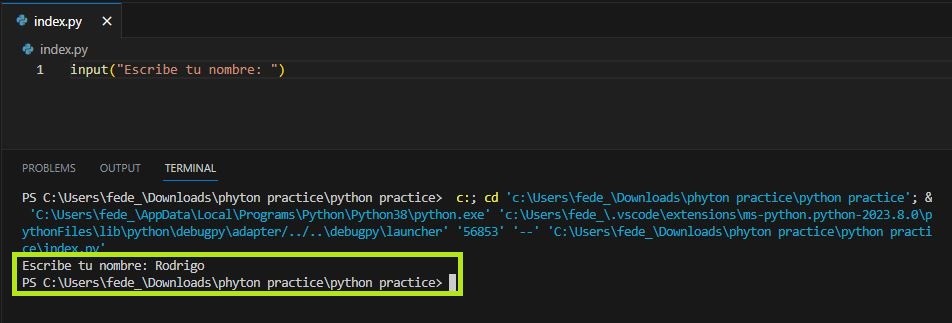 index.py
index.py
1 input("Escribe tu nombre: ")
PROBLEMS OUTPUT TERMINAL
PS C:\Users\fede_\Downloads\phyton practice\python practice> c:; cd 'c:\Users\fede_\Downloads\phyton practice\python practice'; &
'C:\Users\fede_\AppData\Local\Programs\Python\Python38\python.exe' 'c:\Users\fede_\.vscode\extensions\ms-python.python-2023.8.0\p
ythonFiles\lib\python\debugpy\adapter/../..\debugpy\launcher' '56853' '--' 'C:\Users\fede_\Downloads\phyton practice\python practi
ce\index.py'
Escribe tu nombre: Rodrigo
PS C:\Users\fede_\Downloads\phyton practice\python practice>